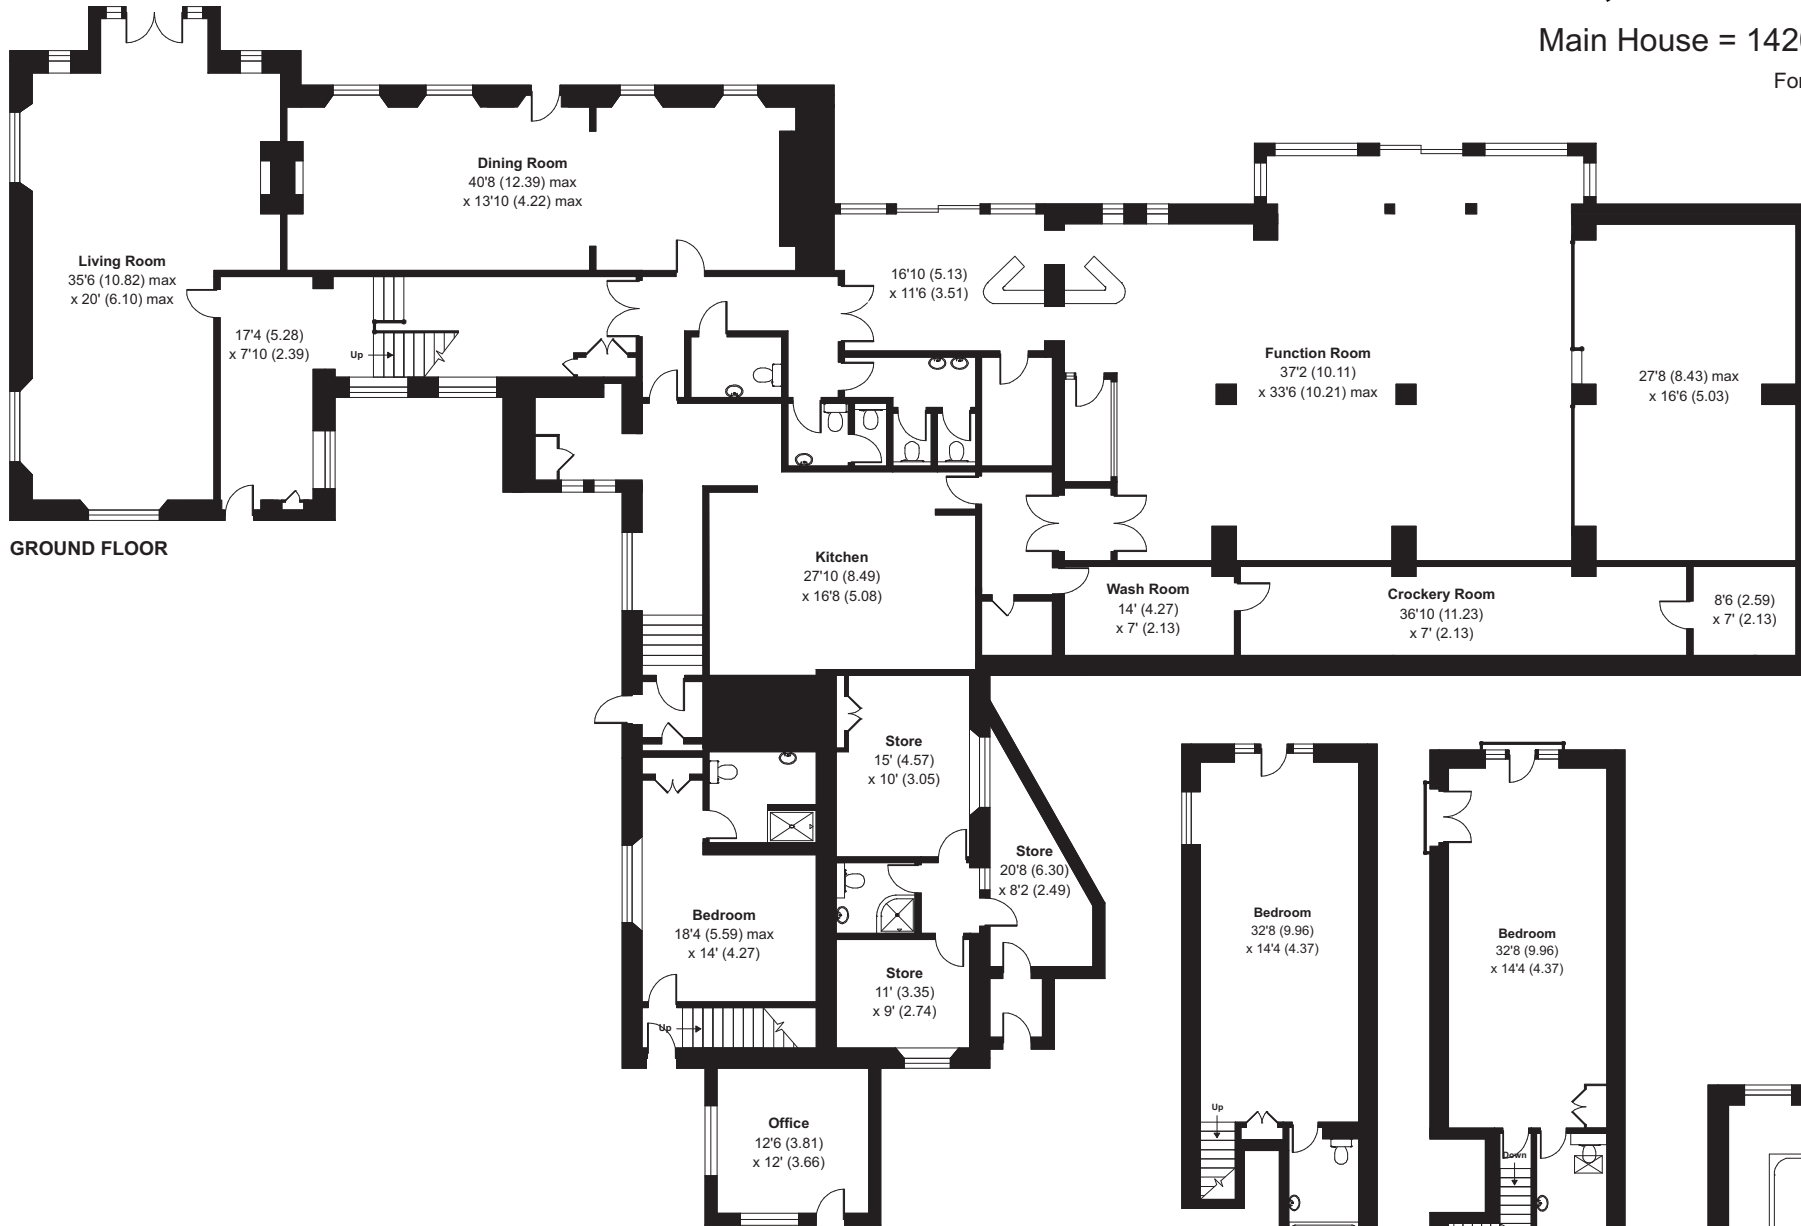 Main House = 142
For
Dining Room
40'8 (12.39) max
x 13'10 (4.22) max
Living Room
35'6 (10.82) max
x 20' (6.10) max
17'4 (5.28)
x 7'10 (2.39)
Up
16'10 (5.13)
x 11'6 (3.51)
Function Room
37'2 (10.11)
x 33'6 (10.21) max
27'8 (8.43) max
x 16'6 (5.03)
GROUND FLOOR
Kitchen
27'10 (8.49)
x 16'8 (5.08)
Wash Room
14' (4.27)
x 7' (2.13)
Crockery Room
36'10 (11.23)
x 7' (2.13)
8'6 (2.59)
x 7' (2.13)
Store
15' (4.57)
x 10' (3.05)
Store
20'8 (6.30)
x 8'2 (2.49)
Bedroom
18'4 (5.59) max
x 14' (4.27)
Store
11' (3.35)
x 9' (2.74)
Up
Office
12'6 (3.81)
x 12' (3.66)
Bedroom
32'8 (9.96)
x 14'4 (4.37)
Up
Bedroom
32'8 (9.96)
x 14'4 (4.37)
Down